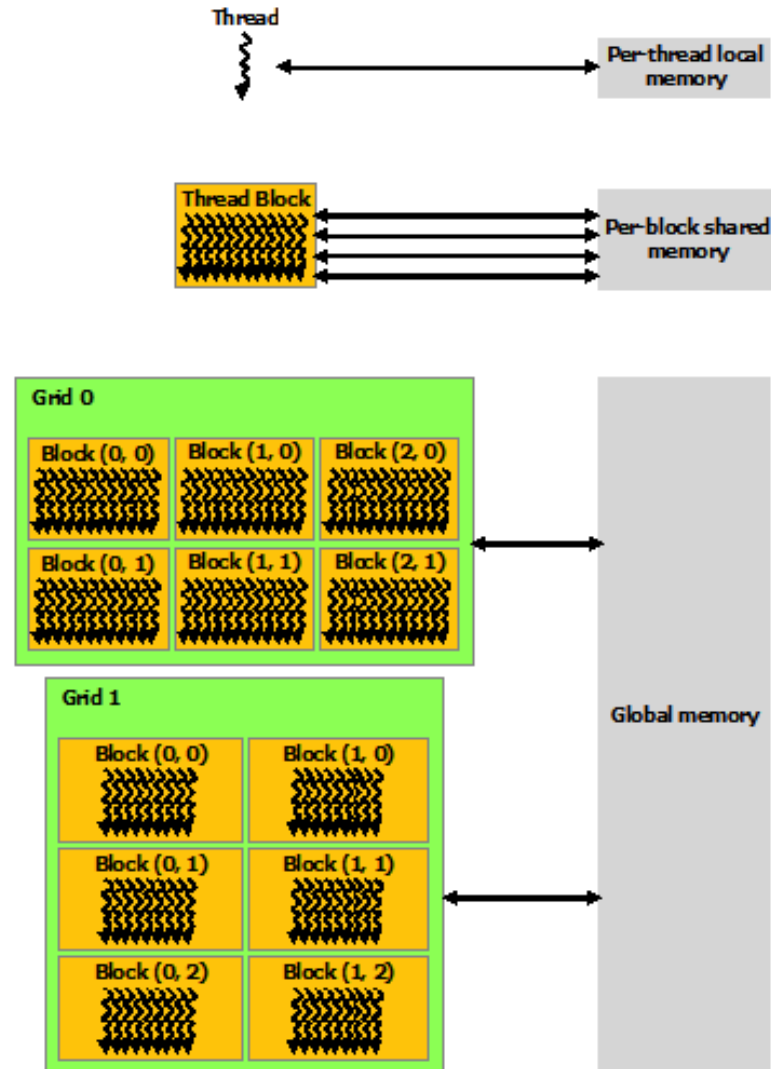 Thread
Per-thread local
memory
Thread Block
Per-block shared
memory
Grid 0
Block (0, 0)
Block (1, 0)
Block (2, 0)
Block (0, 1)
Block (1, 1)
Block (2, 1)
Global memory
Grid 1
Block (0, 0)
Block (1, 0)
Block (0, 1)
Block (1, 1)
Block (0, 2)
Block (1, 2)